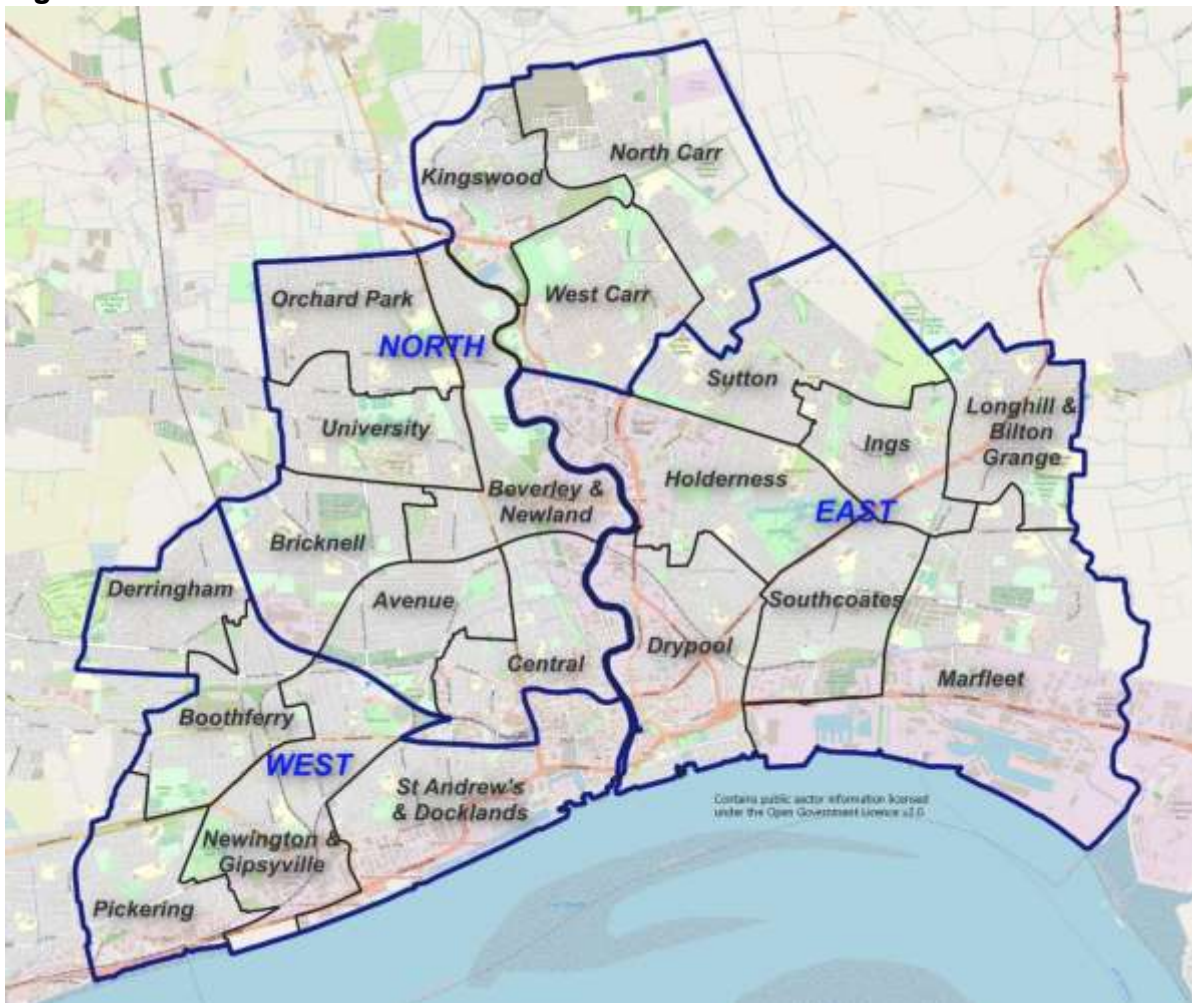 North Carr
Kingswood
Orchard Park
West Carr
NORTH
Sutton
University
Longhill &
Bilton
Grange
Ings
Holderness
Beverley &
Newland
EAST
Bricknell
Derringham
Avenue
Southcoates
Drypool
Central
Marfleet
Boothferry
WEST
St Andrew's
& Docklands
Contains public sector information licensed
under the Open Government Licence v2.0
Newington &
Gipsyville
Pickering